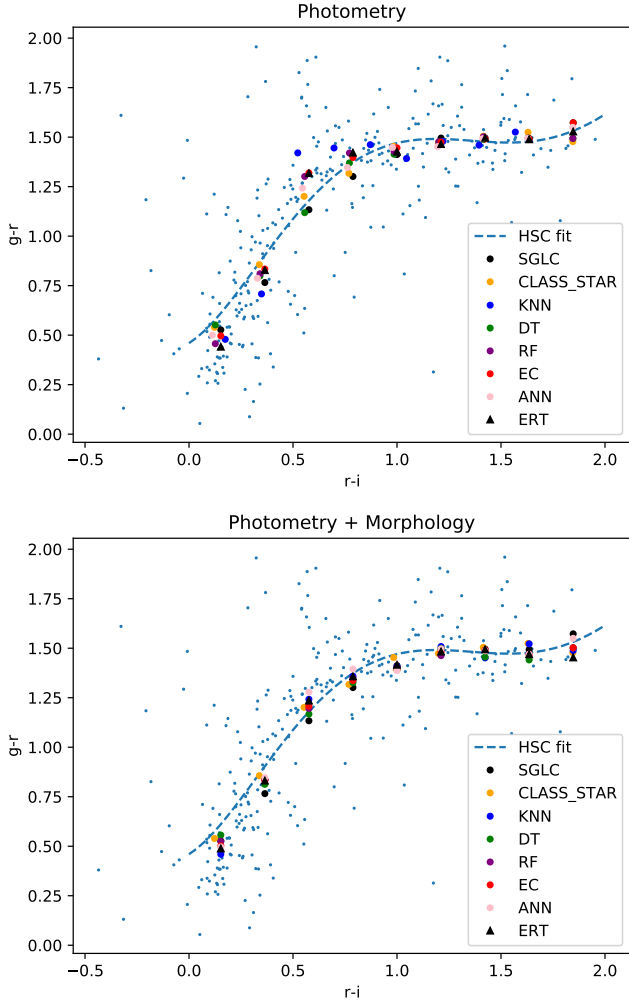 Photometry
2.00
1.75
1.50
1.25
1.00
0.75
0.50
0.25
0.00
g-r
HSC fit
SGLC
CLASS_STAR
KNN
DT
RF
EC
ANN
ERT
−0.5 0.0 0.5 1.0 1.5 2.0
r-i
Photometry + Morphology
2.00
1.75
1.50
1.25
1.00
0.75
0.50
0.25
0.00
g-r
HSC fit
SGLC
CLASS_STAR
KNN
DT
RF
EC
ANN
ERT
−0.5 0.0 0.5 1.0 1.5 2.0
r-i